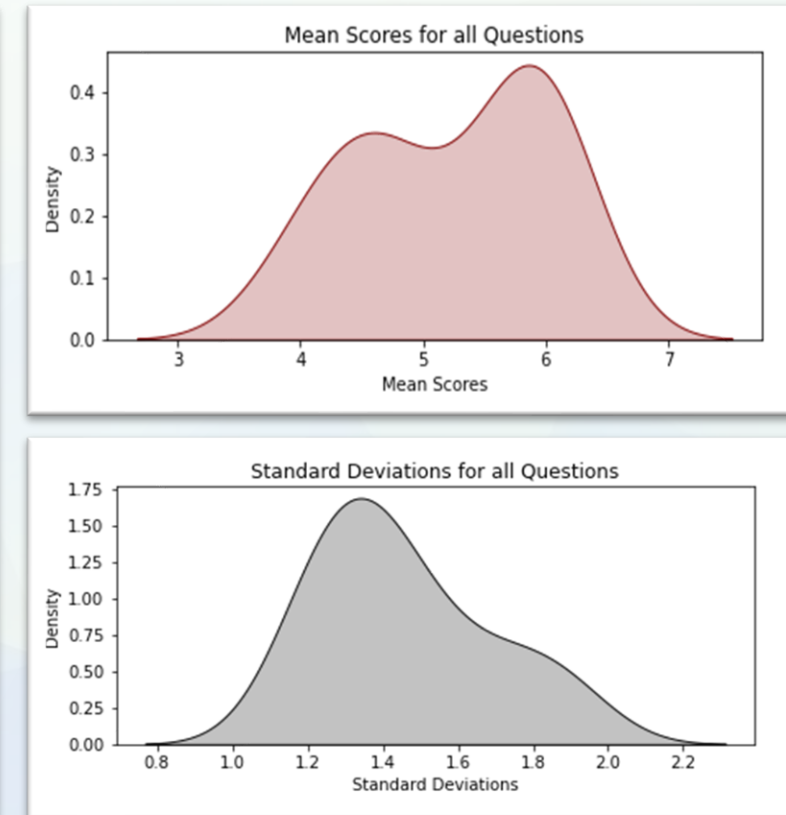 Mean Scores for all Questions
0.4
0.3
0.2
0.1
0.0
Density
3 4 5 6 7
Mean Scores
Standard Deviations for all Questions
1.75
1.50
1.25
1.00
0.75
0.50
0.25
0.00
Density
0.8 1.0 1.2 1.4 1.6 1.8 2.0 2.2
Standard Deviations